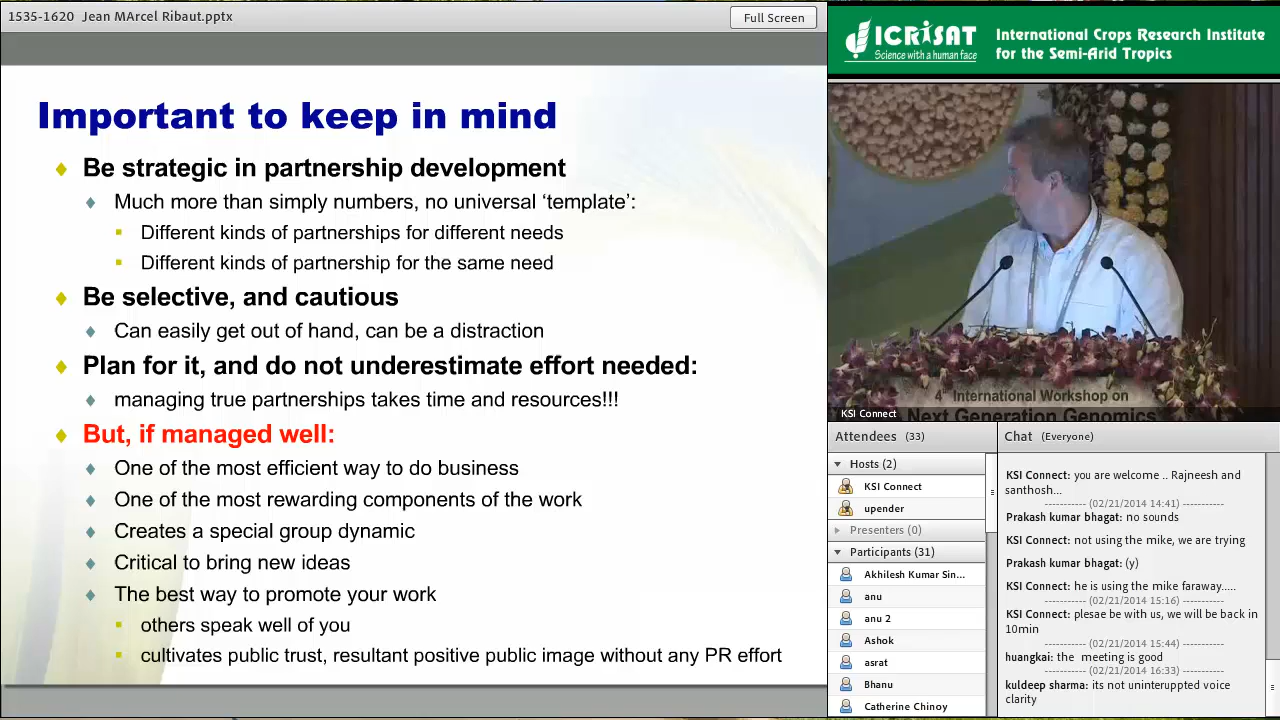 1535-1620 Jean MArcel Ribaut.pptx
Full Screen
Important to keep in mind
Be strategic in partnership development
Much more than simply numbers, no universal ‘template’:
Different kinds of partnerships for different needs
Different kinds of partnership for the same need
Be selective, and cautious
Can easily get out of hand, can be a distraction
Plan for it, and do not underestimate effort needed:
managing true partnerships takes time and resources!!!
But, if managed well:
One of the most efficient way to do business
One of the most rewarding components of the work
Creates a special group dynamic
Critical to bring new ideas
The best way to promote your work
others speak well of you
cultivates public trust, resultant positive public image without any PR effort
ICRISAT
Science with a human face
International Crops Research Institute
for the Semi-Arid Tropics
4th International Workshop on
Next Generation Genomics
KSI Connect
Attendees (33)
Hosts (2)
KSI Connect
upender
Presenters (0)
Participants (31)
Akhilesh Kumar Sin...
anu
anu 2
Ashok
asrat
Bhanu
Catherine Chinoy
Chat (Everyone)
KSI Connect: you are welcome .. Rajneesh and
santhosh...
----------- (02/21/2014 14:41) -----------
Prakash kumar bhagat: no sounds
KSI Connect: not using the mike, we are trying
Prakash kumar bhagat: (y)
KSI Connect: he is using the mike faraway.....
----------- (02/21/2014 15:16) -----------
KSI Connect: plesae be with us, we will be back in
10min
----------- (02/21/2014 15:44) -----------
huangkai: the meeting is good
----------- (02/21/2014 16:33) -----------
kuldeep sharma: its not uninteruppted voice
clarity